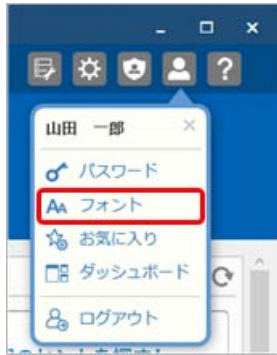 山田 一郎
パスワード
フォント
お気に入り
ダッシュボード
ログアウト